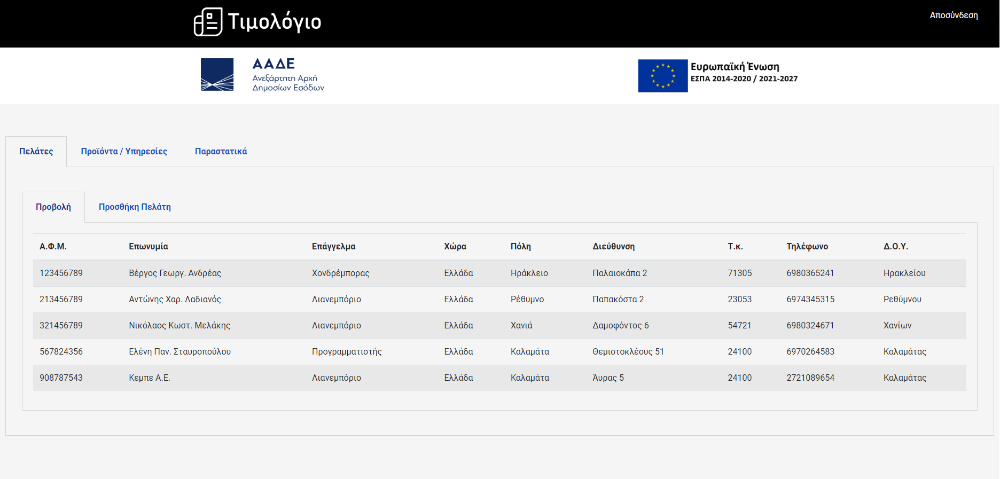 Τιμολόγιο
Αποσύνδεση
ΑΑΔΕ
Ανεξάρτητη Αρχή
Δημοσίων Εσόδων
Ευρωπαϊκή Ένωση
ΕΣΠΑ 2014-2020 / 2021-2027
Πελάτες Προϊόντα / Υπηρεσίες Παραστατικά
Προβολή Προσθήκη Πελάτη
Α.Φ.Μ. Επωνυμία Επάγγελμα Χώρα Πόλη Διεύθυνση Τ.κ. Τηλέφωνο Δ.Ο.Υ.
123456789 Βέργος Γεωργ. Ανδρέας Χονδρέμπορας Ελλάδα Ηράκλειο Παλαιοκάπα 2 71305 6980365241 Ηρακλείου
213456789 Αντώνης Χαρ. Λαδιανός Λιανεμπόριο Ελλάδα Ρέθυμνο Παπακόστα 2 23053 6974345315 Ρεθύμνου
321456789 Νικόλαος Κωστ. Μελάκης Λιανεμπόριο Ελλάδα Χανιά Δαμοφόντος 6 54721 6980324671 Χανίων
567824356 Ελένη Παν. Σταυροπούλου Προγραμματιστής Ελλάδα Καλαμάτα Θεμιστοκλέους 51 24100 6970264583 Καλαμάτας
908787543 Κεμπε Α.Ε. Λιανεμπόριο Ελλάδα Καλαμάτα Άυρας 5 24100 2721089654 Καλαμάτας